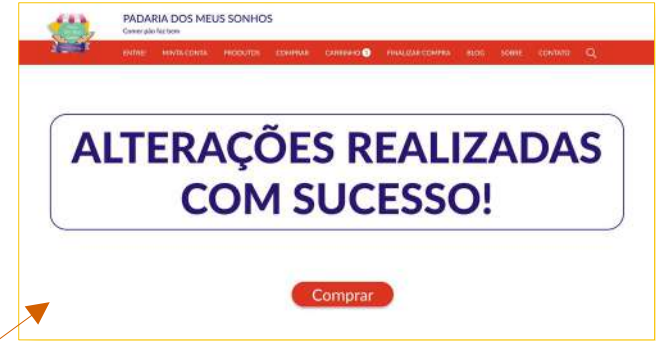 PADARIA DOS MEUS SONHOS
Comer pão faz bem
ENTRE! MINTA CONTA PRODUTOS COMPRAR CARRINHO FINALIZAR COMPRA BLOG SOBRE CONTATO
ALTERAÇÕES REALIZADAS
COM SUCESSO!
Comprar